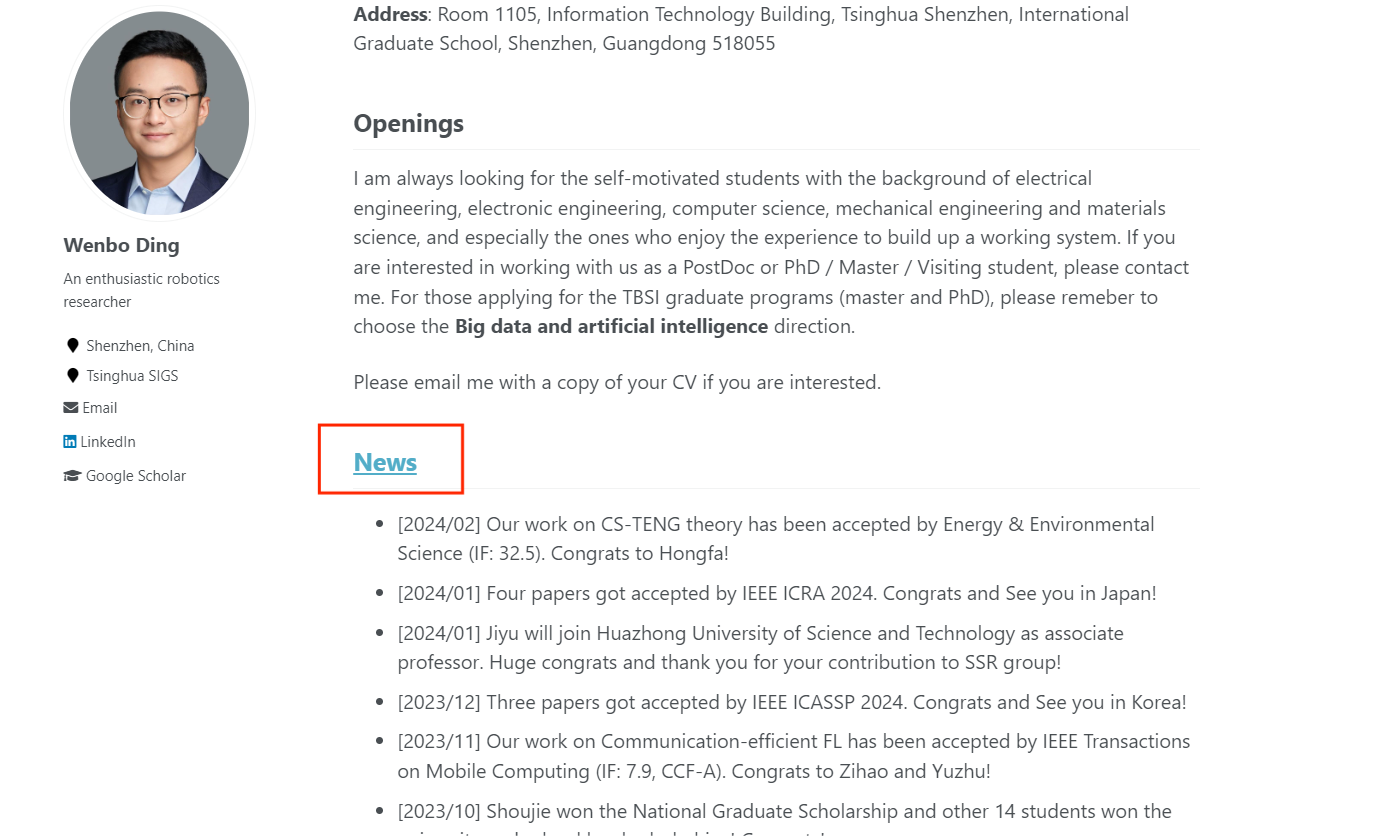 Address: Room 1105, Information Technology Building, Tsinghua Shenzhen, International
Graduate School, Shenzhen, Guangdong 518055
Wenbo Ding
An enthusiastic robotics
researcher
Shenzhen, China
Tsinghua SIGS
Email
LinkedIn
Google Scholar
Openings
I am always looking for the self-motivated students with the background of electrical
engineering, electronic engineering, computer science, mechanical engineering and materials
science, and especially the ones who enjoy the experience to build up a working system. If you
are interested in working with us as a PostDoc or PhD / Master / Visiting student, please contact
me. For those applying for the TBSI graduate programs (master and PhD), please remeber to
choose the Big data and artificial intelligence direction.
Please email me with a copy of your CV if you are interested.
News
[2024/02] Our work on CS-TENG theory has been accepted by Energy & Environmental
Science (IF: 32.5). Congrats to Hongfa!
[2024/01] Four papers got accepted by IEEE ICRA 2024. Congrats and See you in Japan!
[2024/01] Jiyu will join Huazhong University of Science and Technology as associate
professor. Huge congrats and thank you for your contribution to SSR group!
[2023/12] Three papers got accepted by IEEE ICASSP 2024. Congrats and See you in Korea!
[2023/11] Our work on Communication-efficient FL has been accepted by IEEE Transactions
on Mobile Computing (IF: 7.9, CCF-A). Congrats to Zihao and Yuzhu!
[2023/10] Shoujie won the National Graduate Scholarship and other 14 students won the